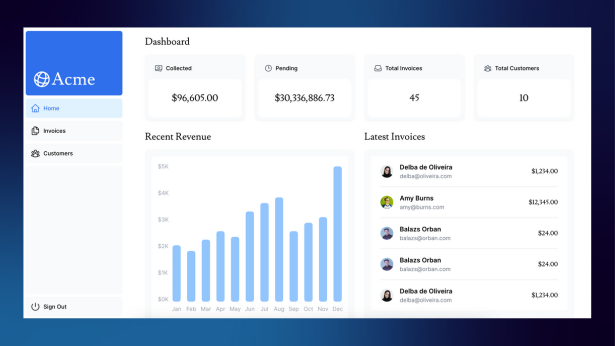 Acme
Home
Invoices
Customers
Sign Out
Dashboard
Collected
$96,605.00
Pending
$30,336,886.73
Total Invoices
45
Total Customers
10
Recent Revenue
$5K
$4K
$3K
$2K
$1K
$0K
Jan Feb Mar Apr May Jun Jul Aug Sep Oct Nov Dec
Latest Invoices
Delba de Oliveira
delba@oliveira.com
$1,234.00
Amy Burns
amy@burns.com
$12,345.00
Balazs Orban
balazs@orban.com
$24.00
Balazs Orban
balazs@orban.com
$24.00
Delba de Oliveira
delba@oliveira.com
$1,234.00